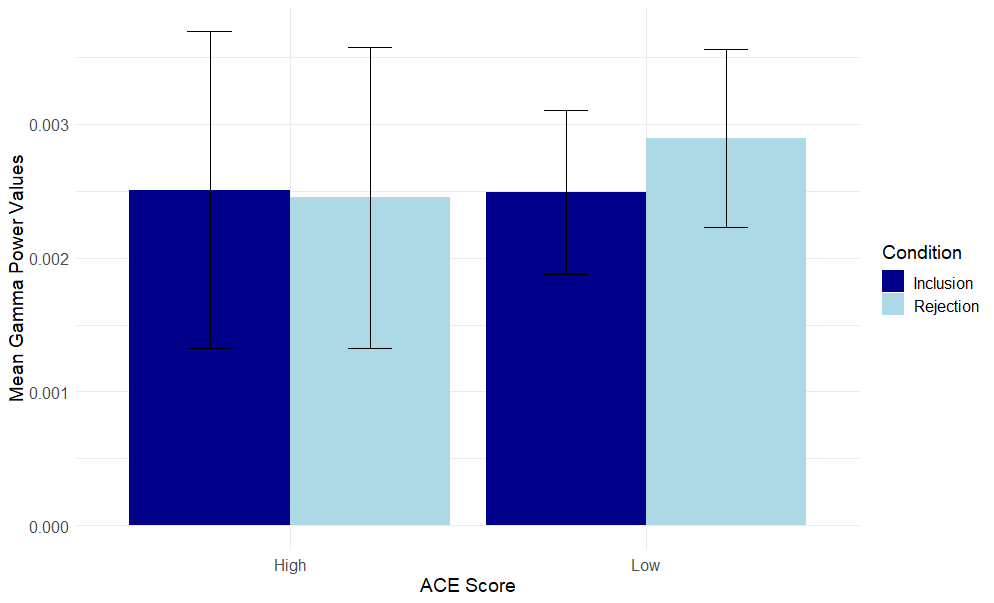 Mean Gamma Power Values
0.003
0.002
0.001
0.000
High
Low
ACE Score
Condition
Inclusion
Rejection